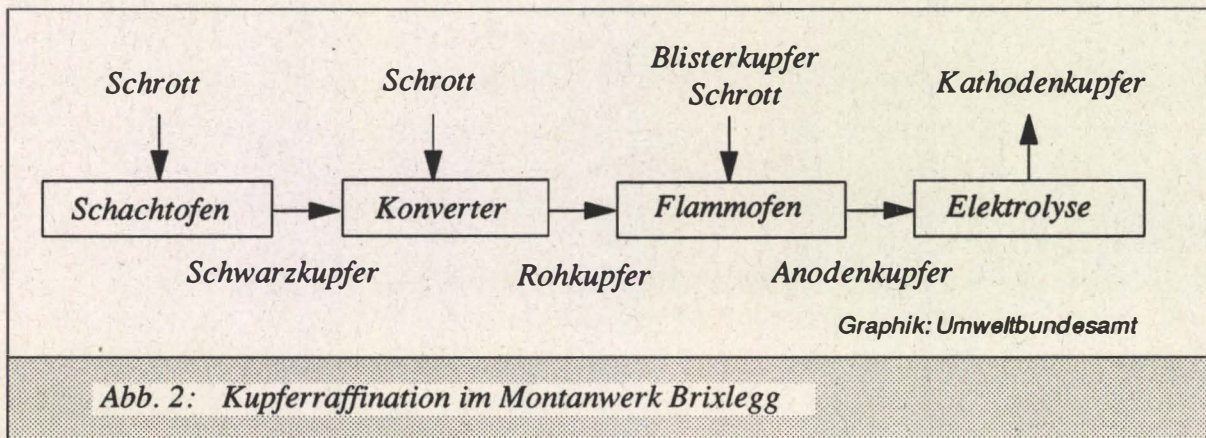 Schrott
Schrott
Blisterkupfer
Schrott
Kathodenkupfer
Schachtofen
Konverter
Flammofen
Elektrolyse
Schwarzkupfer
Rohkupfer
Anodenkupfer
Graphik: Umweltbundesamt
Abb. 2: Kupferraffination im Montanwerk Brixlegg